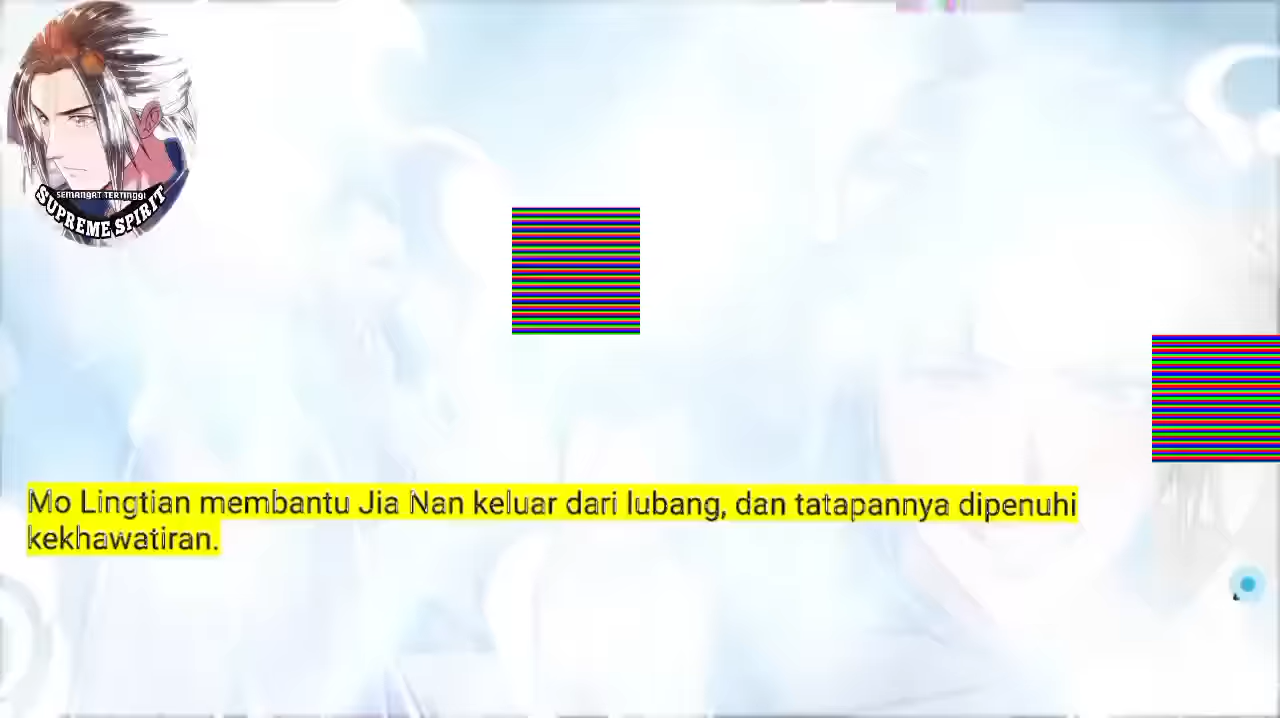 SEMANGAT TERTINGGI
SUPREME SPIRIT
Mo Lingtian membantu Jia Nan keluar dari lubang, dan tatapannya dipenuhi
kekhawatiran.